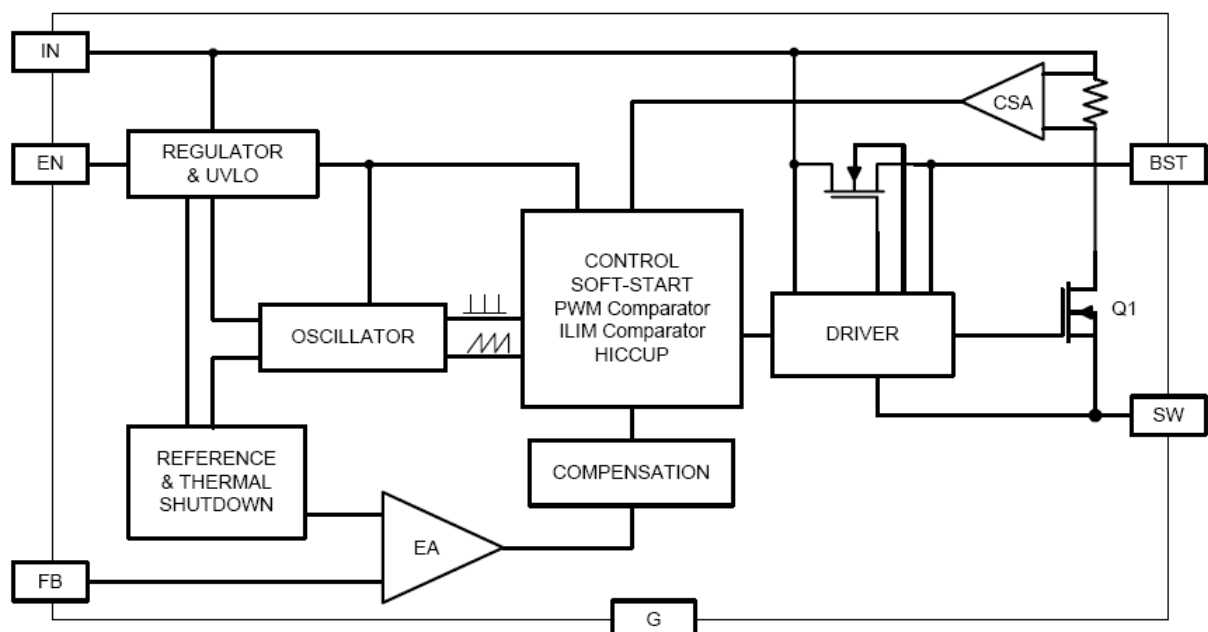 IN
CSA
EN
REGULATOR
& UVLO
BST
CONTROL
SOFT-START
PWM Comparator
ILIM Comparator
HICCUP
OSCILLATOR
DRIVER
Q1
SW
REFERENCE
& THERMAL
SHUTDOWN
COMPENSATION
EA
FB
G